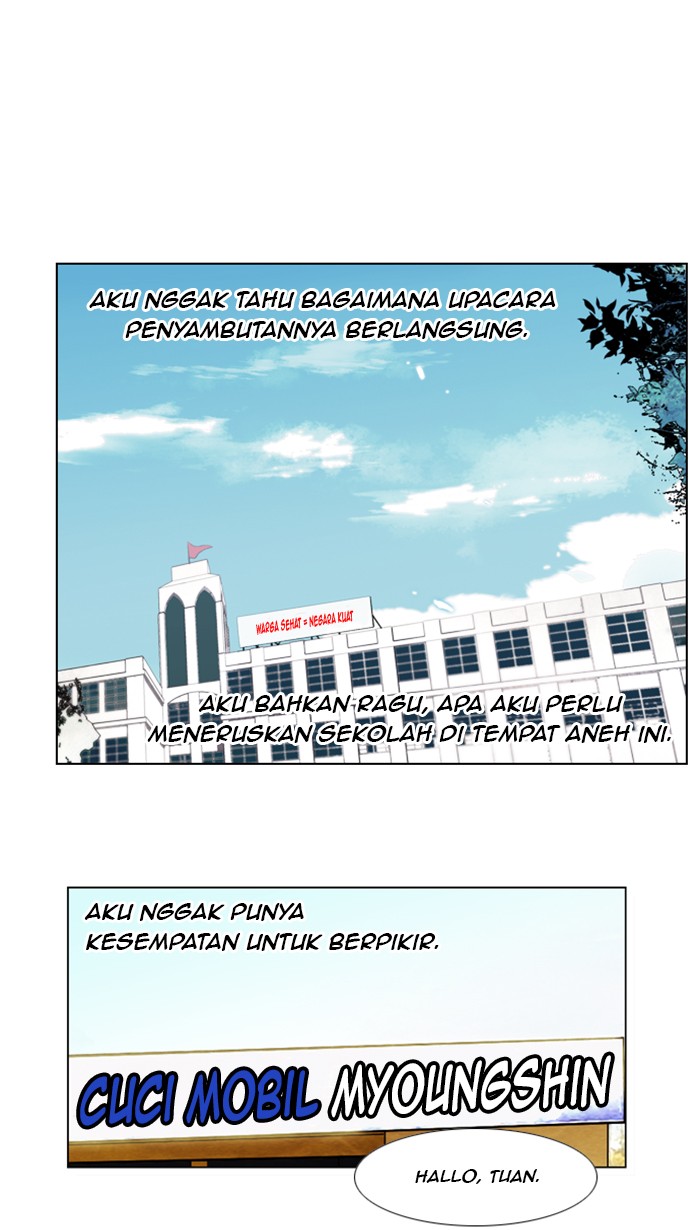 AKU NGGAK TAHU BAGAIMANA UPACARA
PENYAMBUTANNYA BERLANGSUNG.
WARGA SEHAT = NEGARA KUAT
AKU BAHKAN RAGU, APA AKU PERLU
MENERUSKAN SEKOLAH DI TEMPAT ANEH INI.
AKU NGGAK PUNYA
KESEMPATAN UNTUK BERPIKIR.
CUCI MOBIL MYOUNGSHIN
HALLO, TUAN.